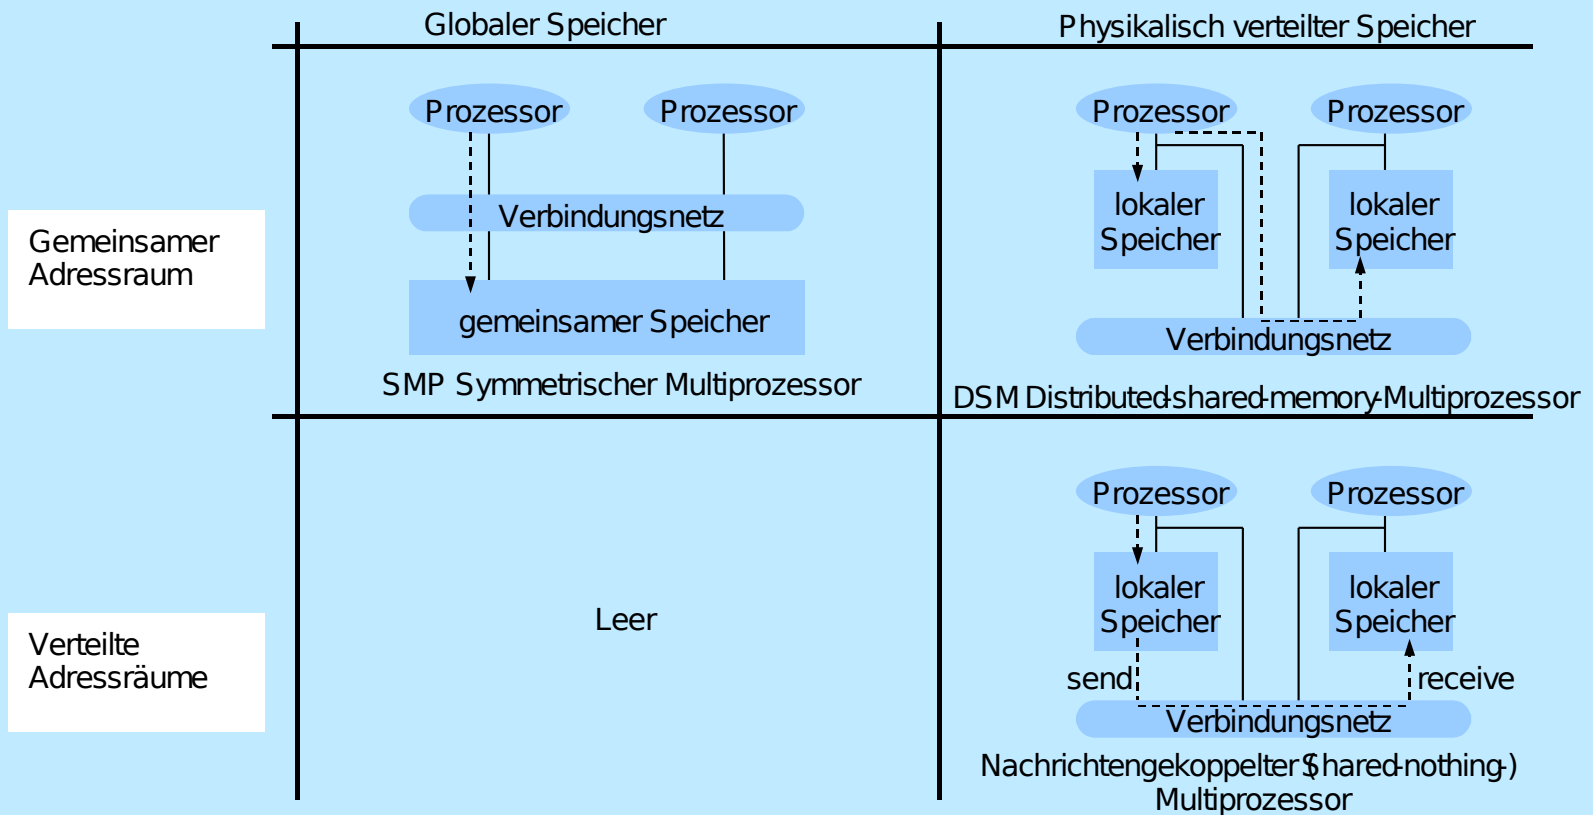 Globaler Speicher
Physikalisch verteilter Speicher
Gemeinsamer
Adressraum
Prozessor
Prozessor
Verbindungsnetz
gemeinsamer Speicher
SMP Symmetrischer Multiprozessor
Prozessor
Prozessor
lokaler
Speicher
lokaler
Speicher
Verbindungsnetz
DSM Distributed-shared-memory-Multiprozessor
Verteilte
Adressräume
Leer
Prozessor
Prozessor
lokaler
Speicher
lokaler
Speicher
send
receive
Verbindungsnetz
Nachrichtengekoppelter (Shared-nothing-)
Multiprozessor